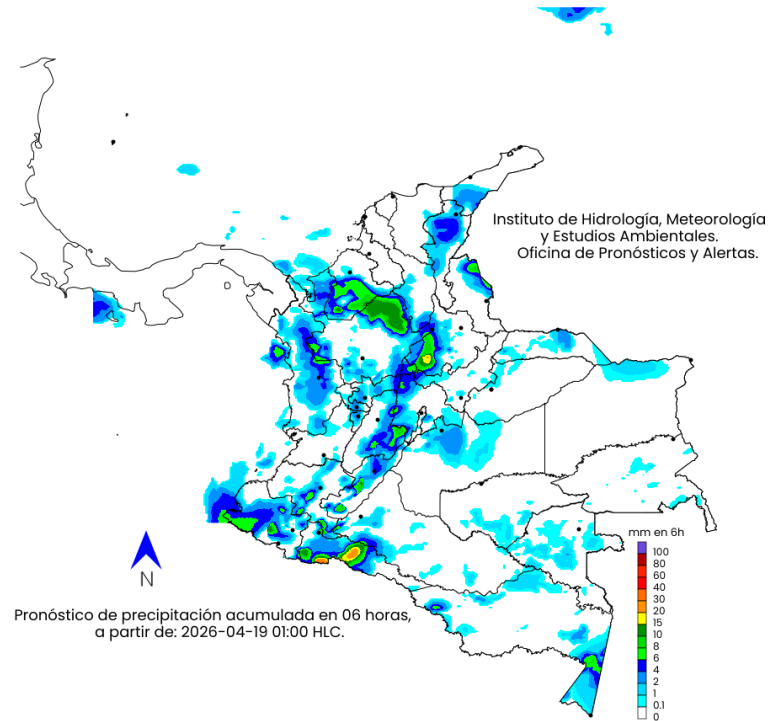 Instituto de Hidrología, Meteorología
y Estudios Ambientales.
Oficina de Pronósticos y Alertas.
mm en 6h
100
80
60
40
30
20
15
10
8
6
4
2
1
0.1
0
N
Pronóstico de precipitación acumulada en 06 horas,
a partir de: 2026-04-19 01:00 HLC.